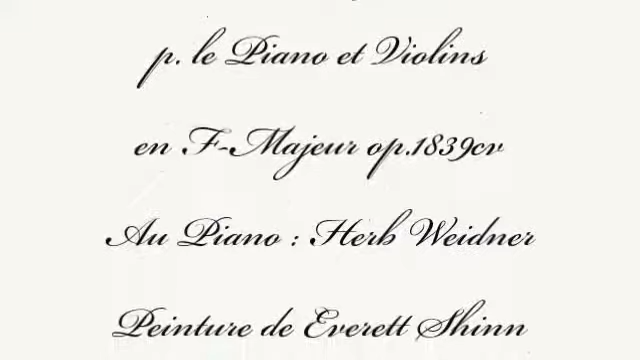 p. le Piano et Violins
en F-Majeur op.1839cv
Au Piano : Herb Weidner
Peinture de Everett Shinn